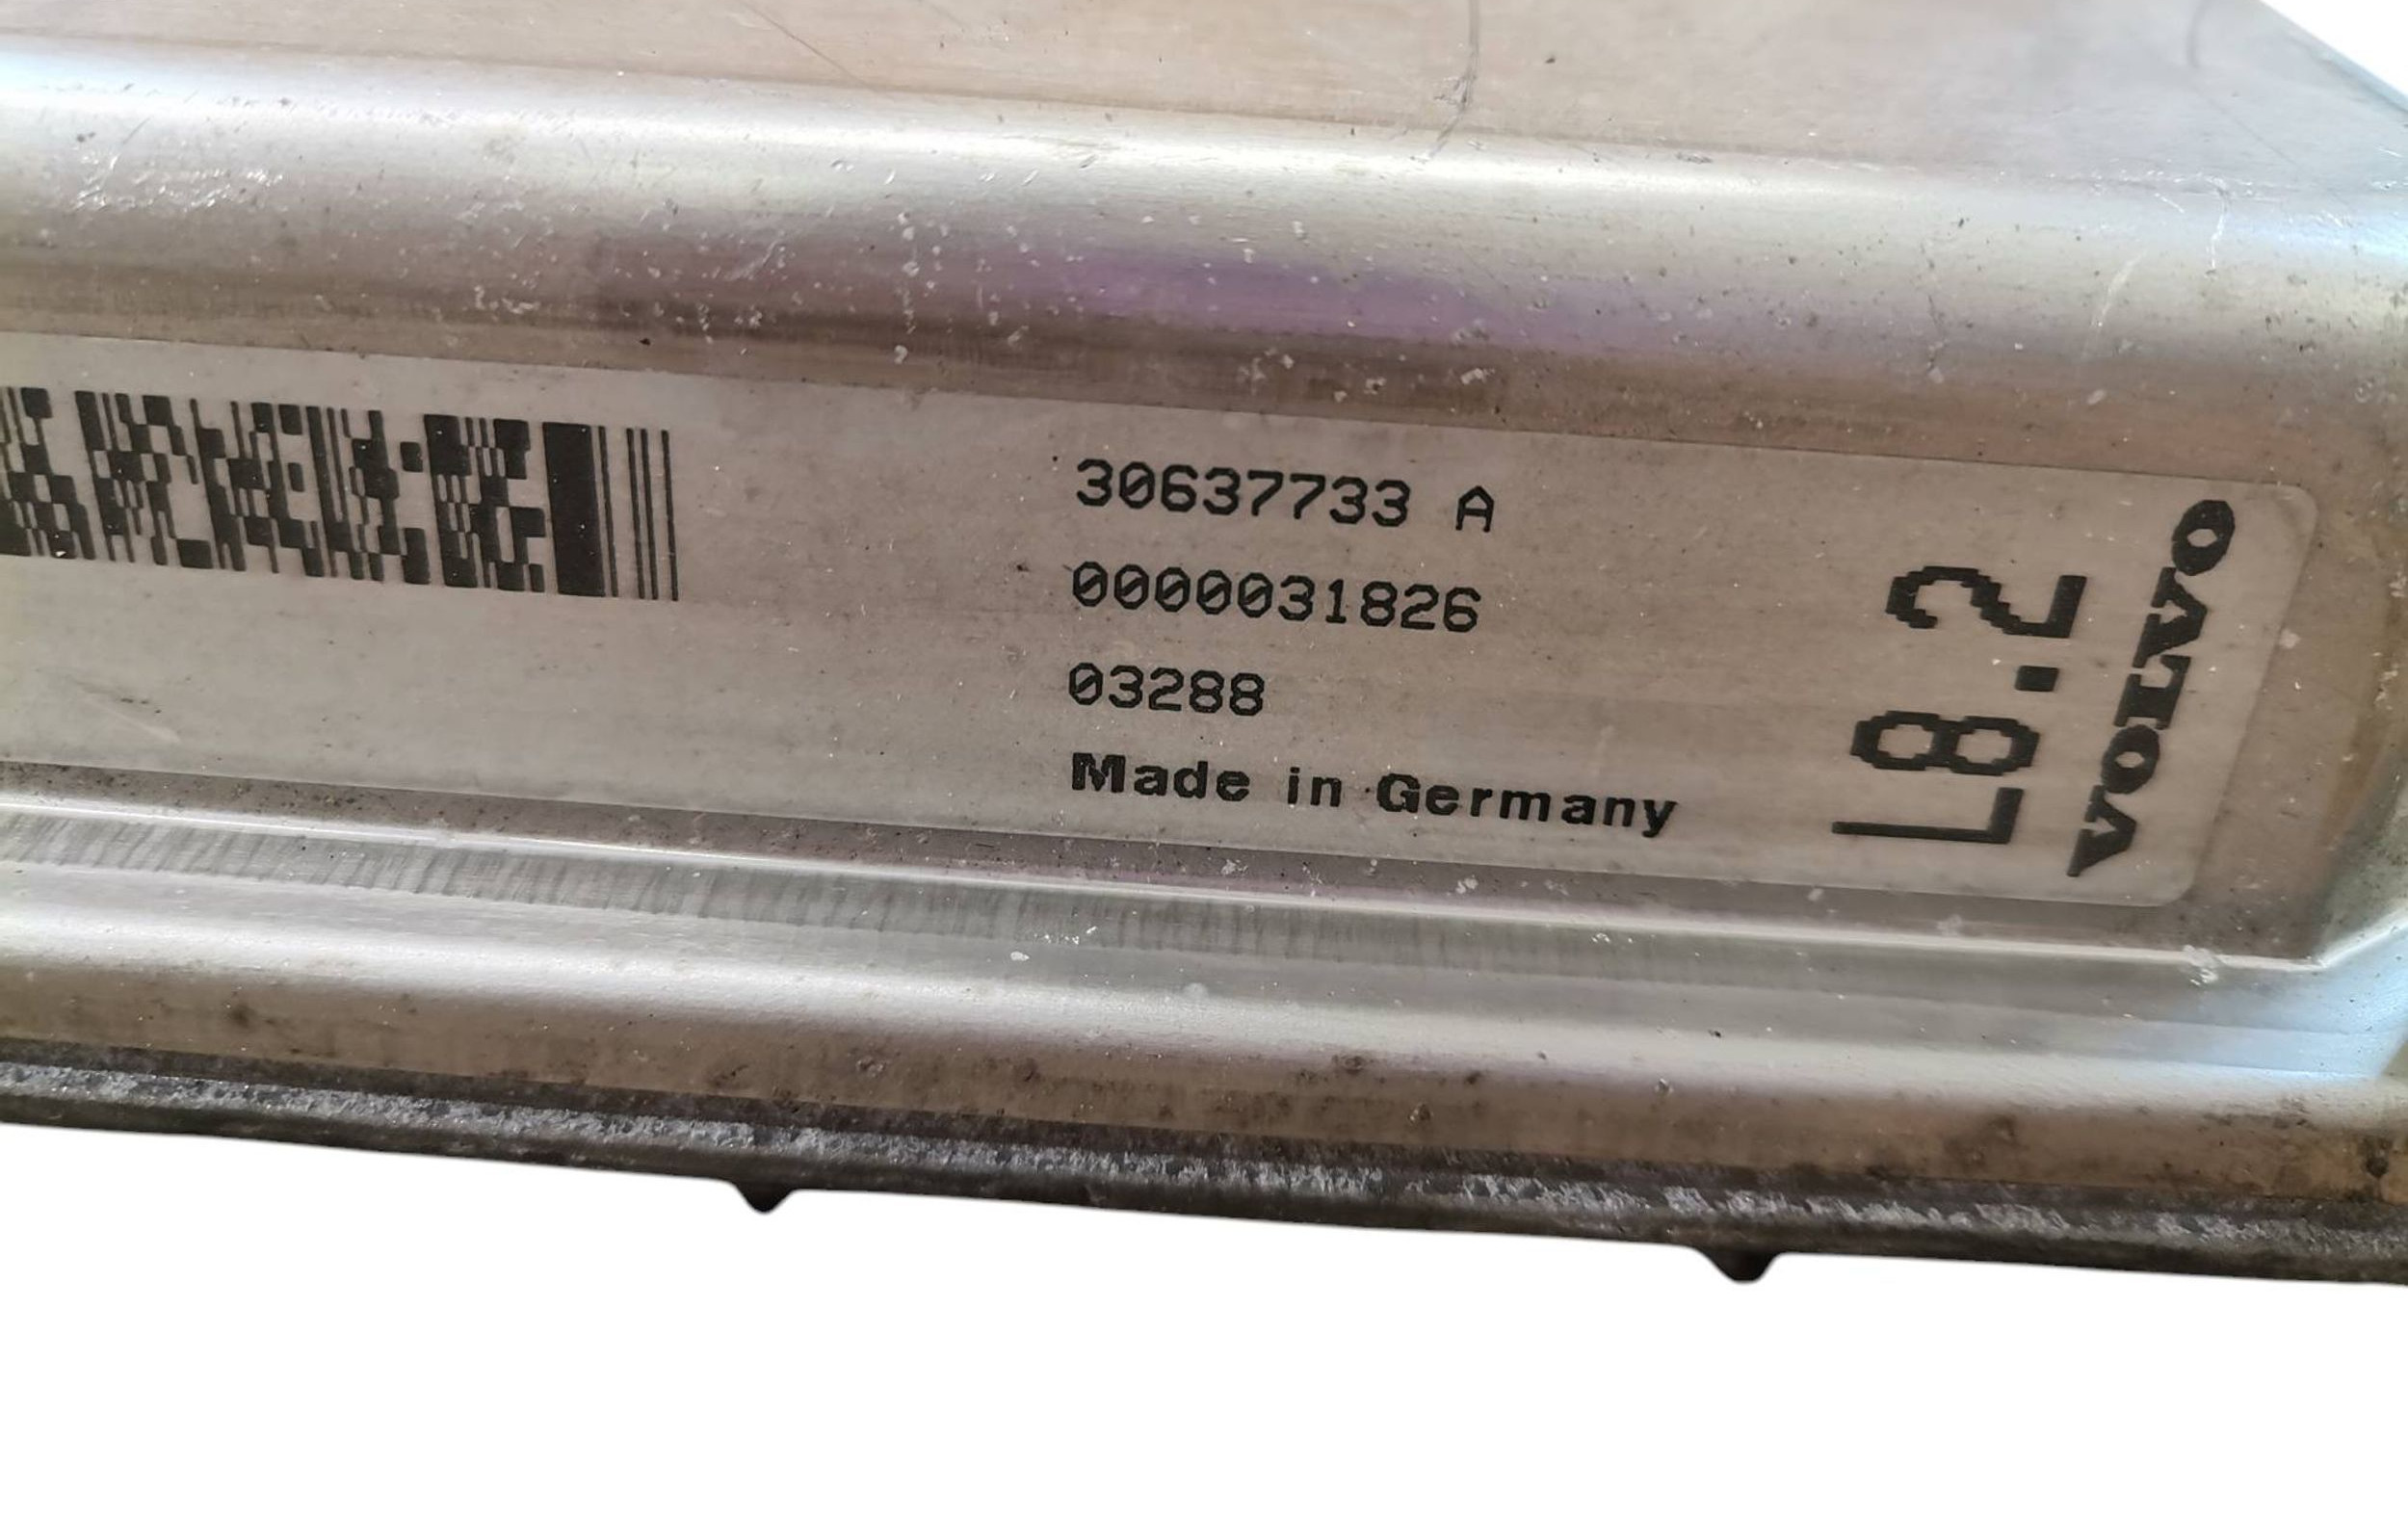 30637733 A
0000031826
03288
Made in Germany
L8.2
VOLVO